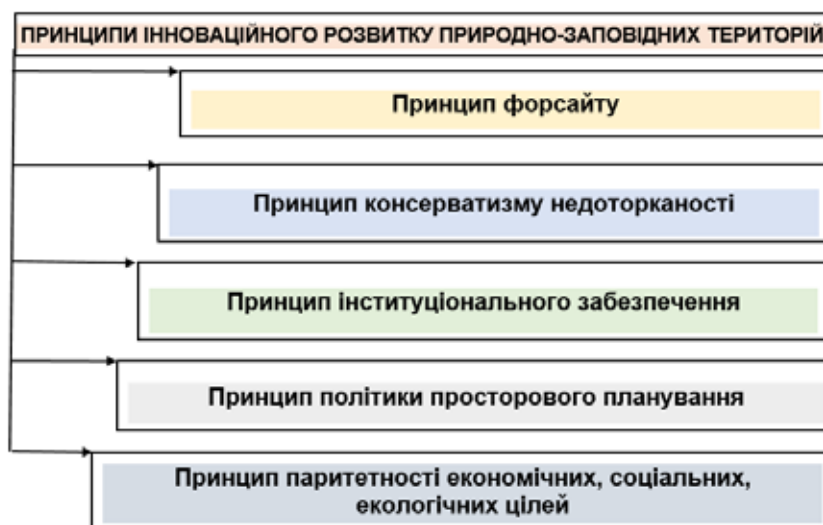 ПРИНЦИПИ ІННОВАЦІЙНОГО РОЗВИТКУ ПРИРОДНО-ЗАПОВІДНИХ ТЕРИТОРІЙ
Принцип форсайту
Принцип консерватизму недоторканості
Принцип інституціонального забезпечення
Принцип політики просторового планування
Принцип паритетності економічних, соціальних,
екологічних цілей